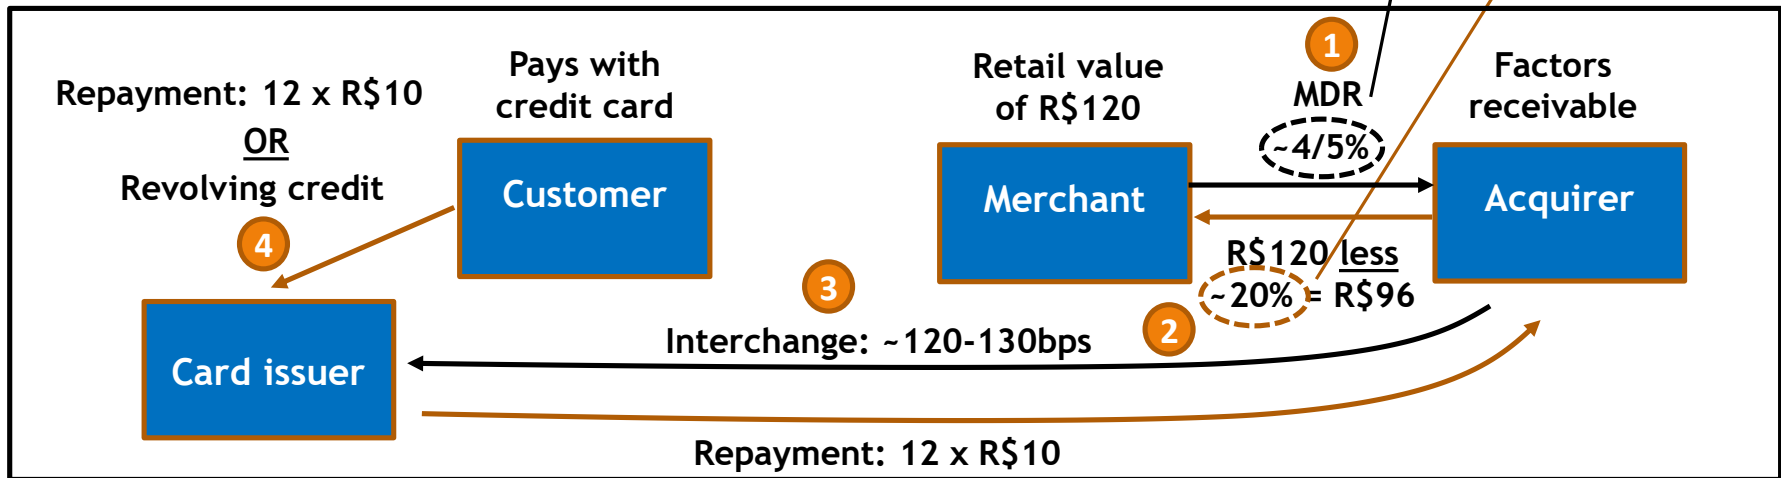 Repayment: 12 x R$10
OR
Revolving credit
4
Pays with
credit card
Customer
Card issuer
3
Interchange: ~120-130bps
Repayment: 12 x R$10
Retail value
of R$120
Merchant
1
MDR
~4/5%
R$120 less
~20% = R$96
2
Factors
receivable
Acquirer